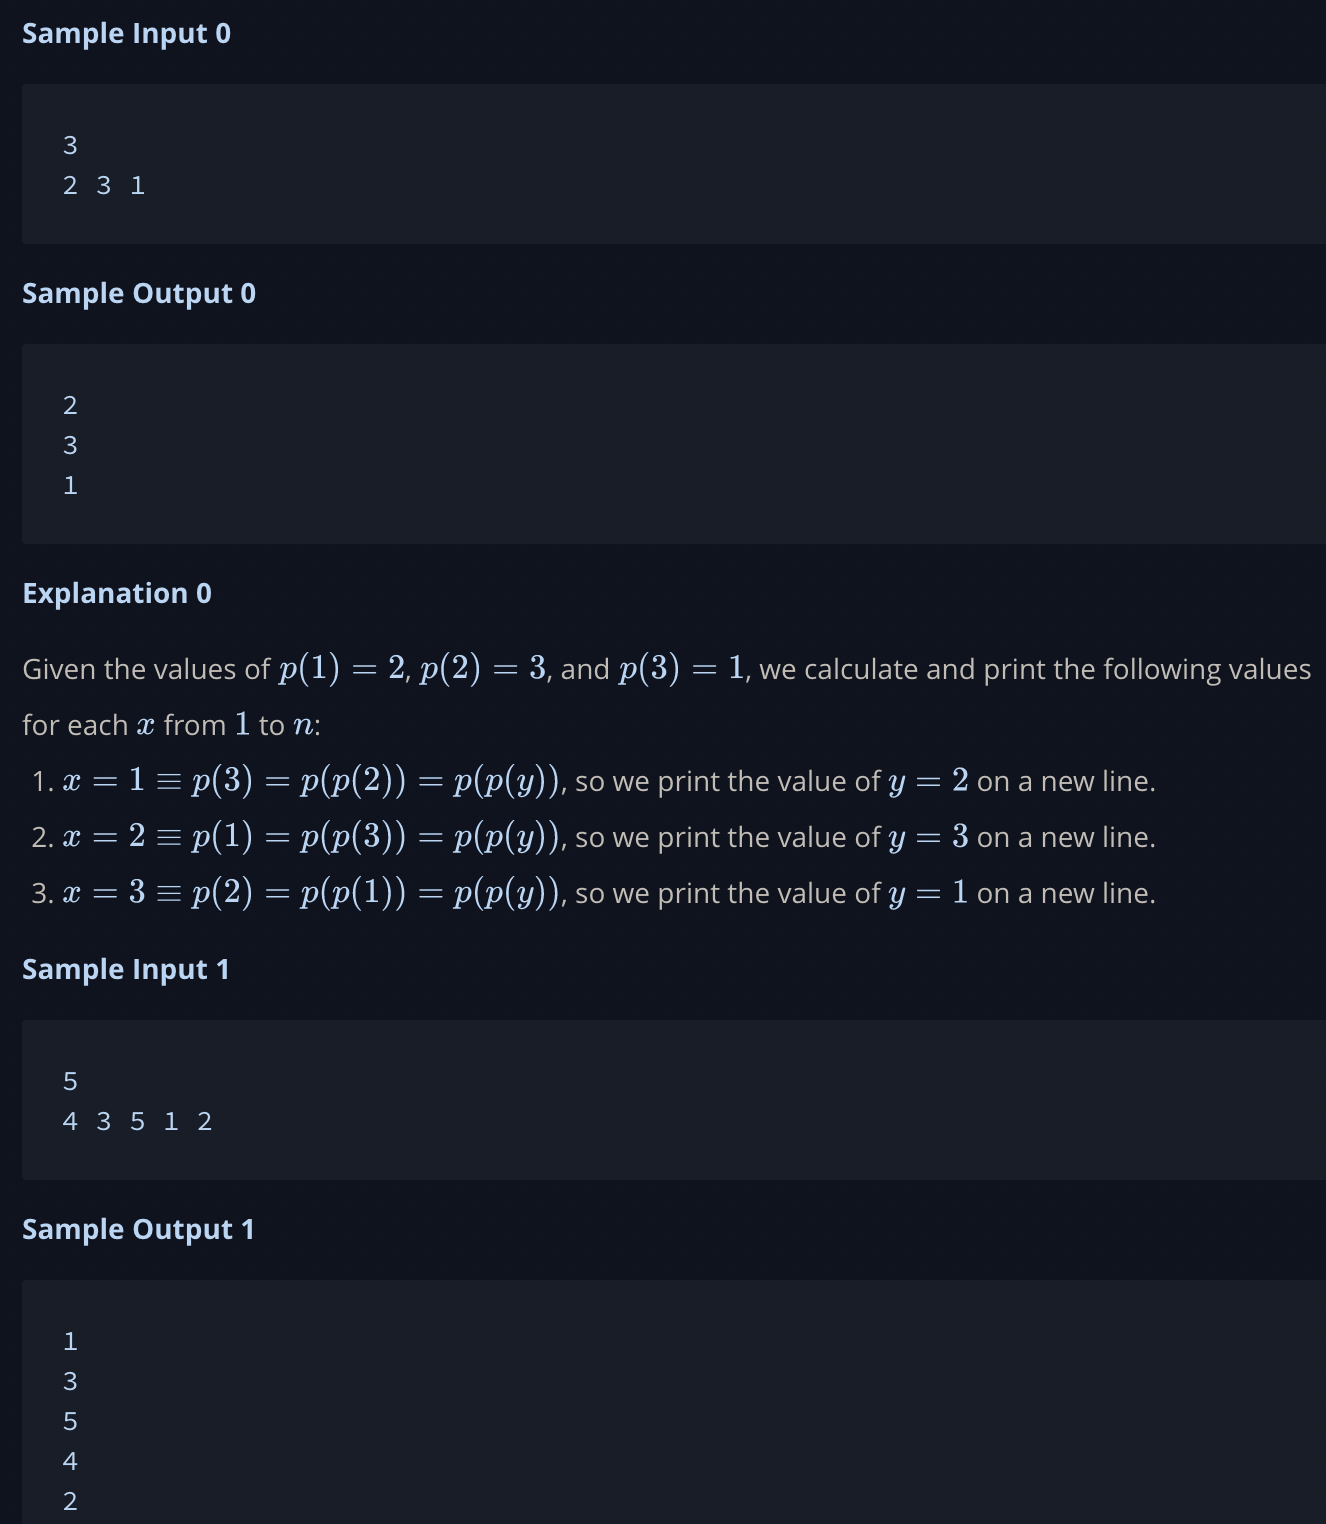 Sample Input 0
3
2 3 1
Sample Output 0
2
3
1
Explanation 0
Given the values of p(1) = 2, p(2) = 3, and p(3) = 1, we calculate and print the following values
for each x from 1 to n:
1. x = 1 ≡ p(3) = p(p(2)) = p(p(y)), so we print the value of y = 2 on a new line.
2. x = 2 ≡ p(1) = p(p(3)) = p(p(y)), so we print the value of y = 3 on a new line.
3. x = 3 ≡ p(2) = p(p(1)) = p(p(y)), so we print the value of y = 1 on a new line.
Sample Input 1
5
4 3 5 1 2
Sample Output 1
1
3
5
4
2